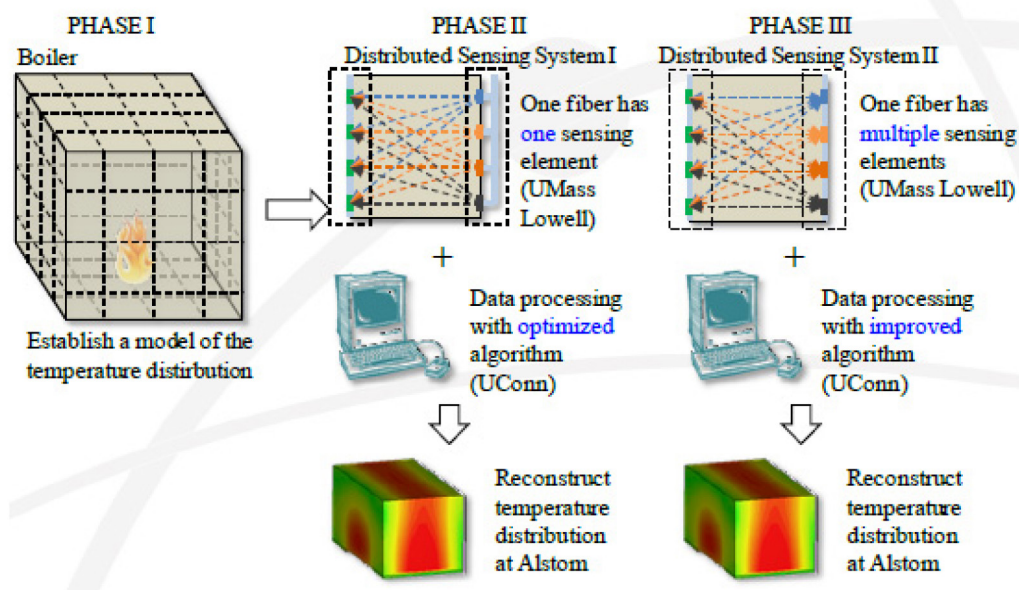 PHASE I
Boiler
Establish a model of the
temperature distirbution
PHASE II
Distributed Sensing System I
One fiber has
one sensing
element
(UMass
Lowell)
+
Data processing
with optimized
algorithm
(UConn)
Reconstruct
temperature
distribution
at Alstom
PHASE III
Distributed Sensing System II
One fiber has
multiple sensing
elements
(UMass Lowell)
+
Data processing
with improved
algorithm
(UConn)
Reconstruct
temperature
distribution
at Alstom